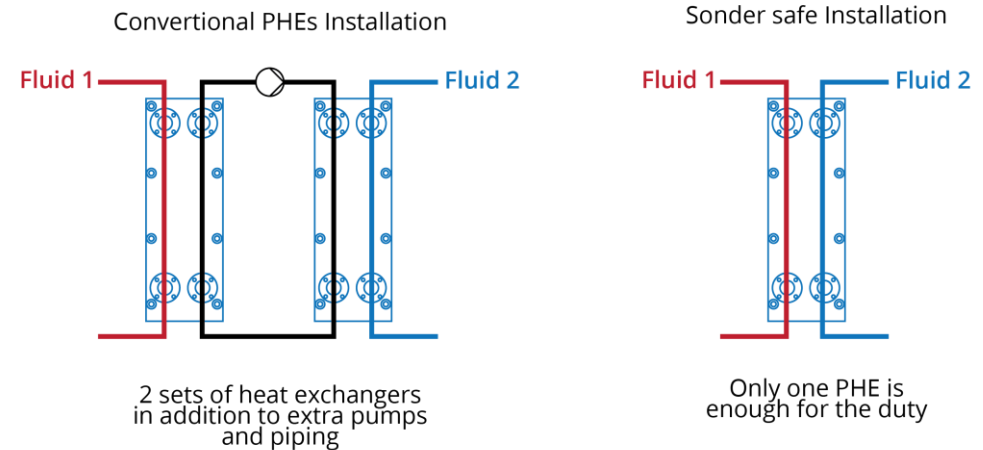 Convertional PHEs Installation
Sonder safe Installation
Fluid 1
Fluid 2
Fluid 1
Fluid 2
2 sets of heat exchangers
in addition to extra pumps
and piping
Only one PHE is
enough for the duty